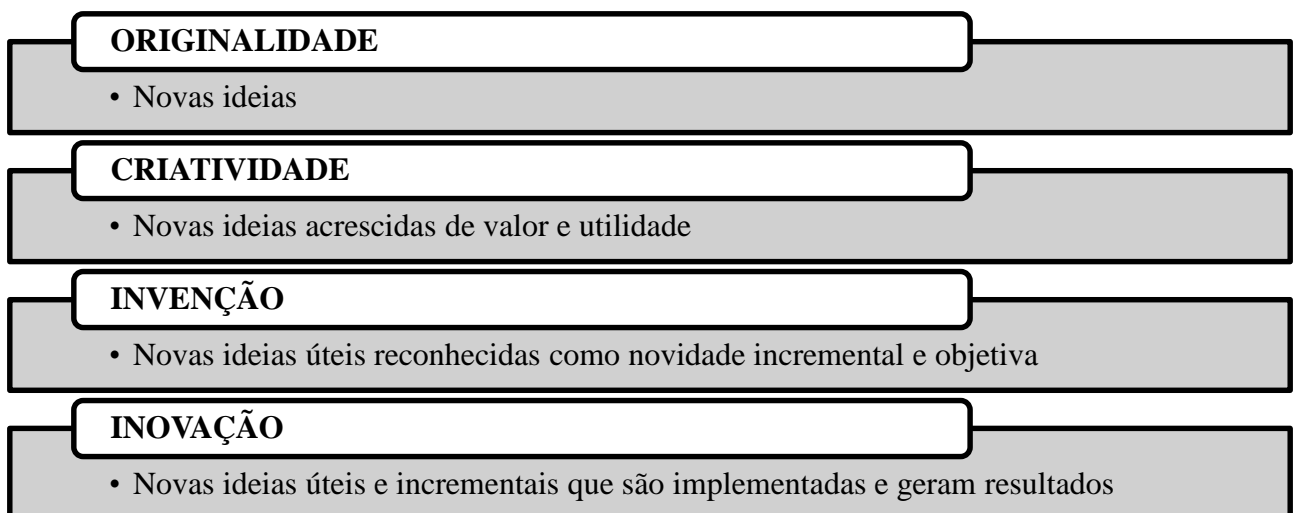 ORIGINALIDADE
• Novas ideias
CRIATIVIDADE
• Novas ideias acrescidas de valor e utilidade
INVENÇÃO
• Novas ideias úteis reconhecidas como novidade incremental e objetiva
INOVAÇÃO
• Novas ideias úteis e incrementais que são implementadas e geram resultados